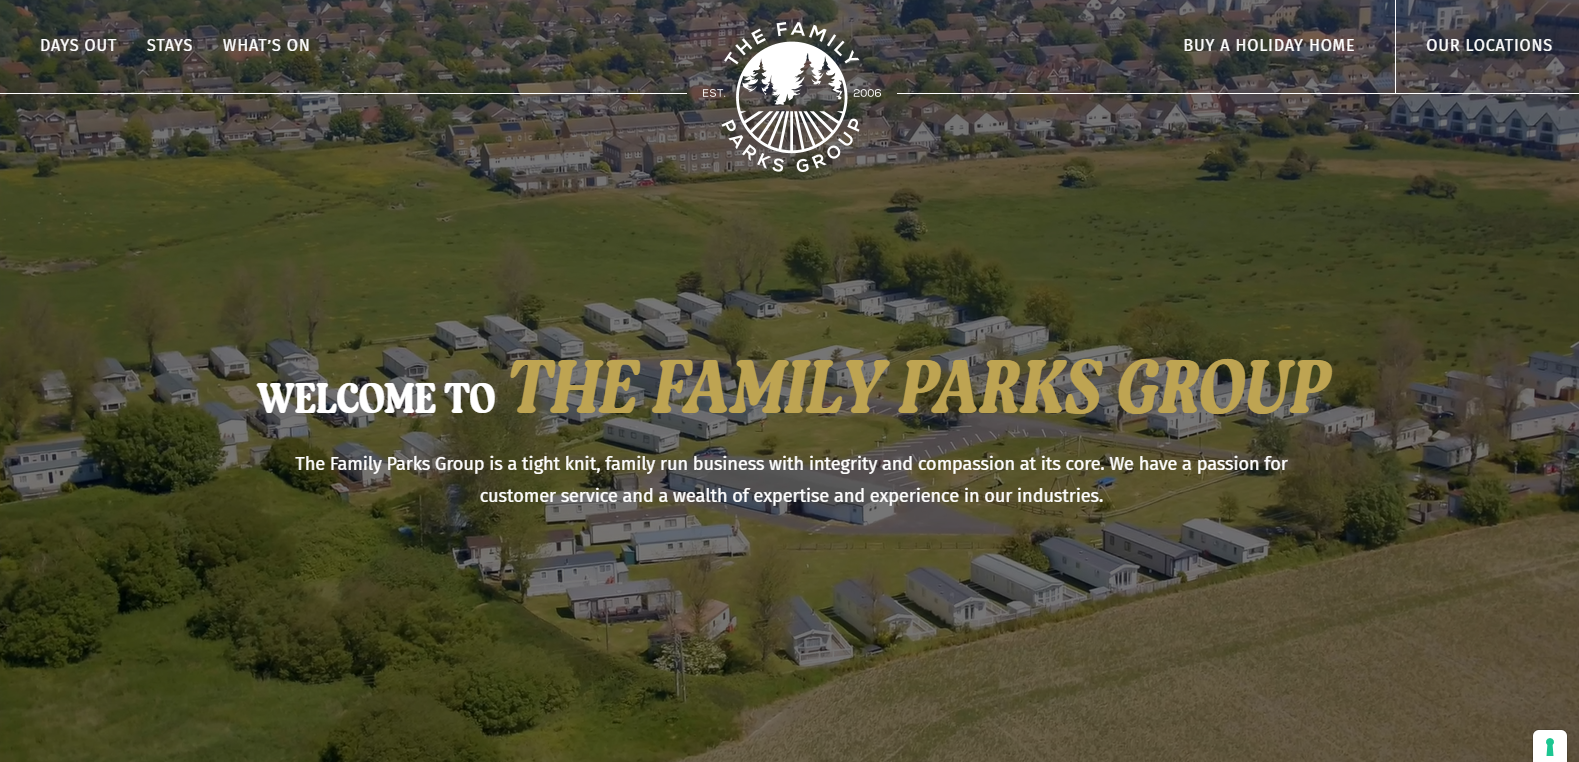 DAYS OUT
STAYS
WHAT'S ON
THE FAMILY
EST.
2006
PARKS GROUP
BUY A HOLIDAY HOME
OUR LOCATIONS
WELCOME TO THE FAMILY PARKS GROUP
The Family Parks Group is a tight knit, family run business with integrity and compassion at its core. We have a passion for
customer service and a wealth of expertise and experience in our industries.